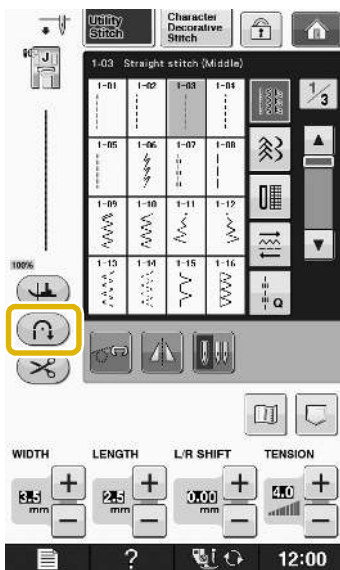 Utility
Stitch
Character
Decorative
Stitch
J
1-03 Straight stitch (Middle)
1-01 1-02 1-03 1-04
1/3
1-05 1-06 1-07 1-08
1-09 1-10 1-11 1-12
1-13 1-14 1-15 1-16
Q
100%
WIDTH LENGTH L/R SHIFT TENSION
3.5 mm + - 2.5 mm + - 0.00 mm + - 4.0 + -
? 12:00